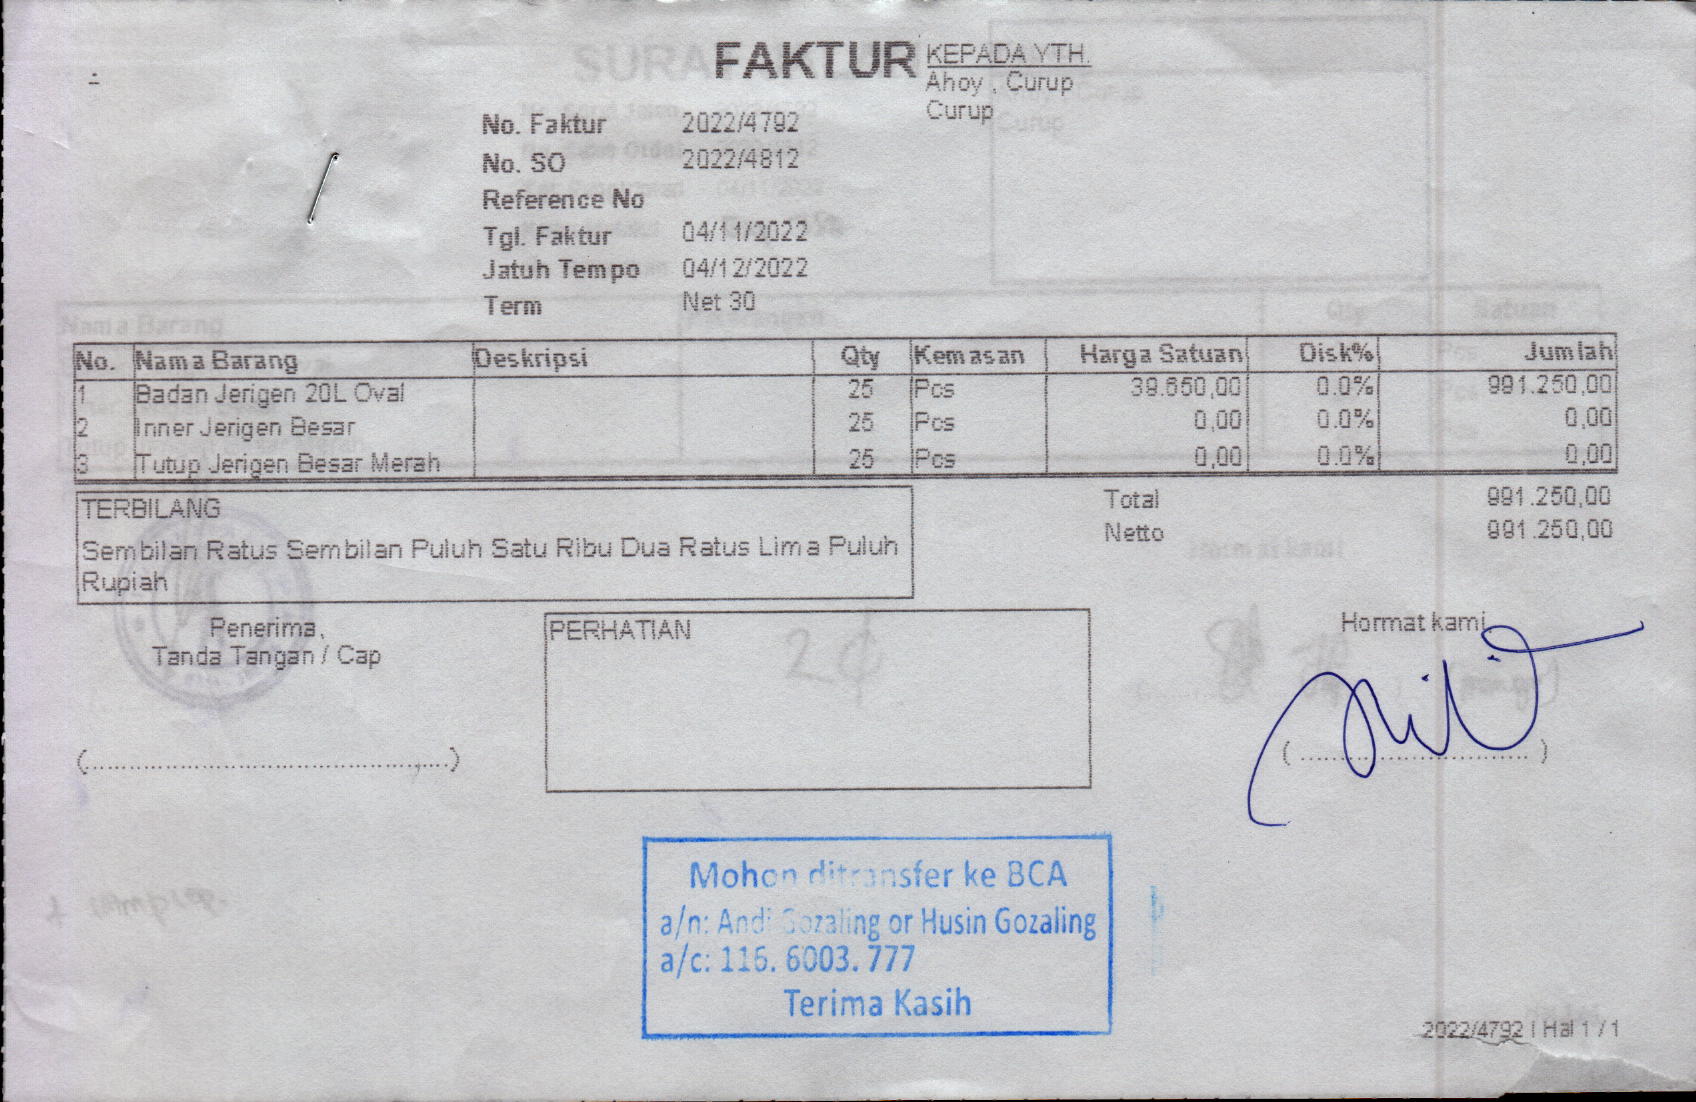 FAKTUR
KEPADA YTH.
Ahoy , Curup
Curup
No. Faktur 2022/4792
No. SO 2022/4812
Reference No
Tgl. Faktur 04/11/2022
Jatuh Tempo 04/12/2022
Term Net 30
No. Nama Barang Deskripsi Qty Kemasan Harga Satuan Disk% Jumlah
1 Badan Jerigen 20L Oval 25 Pcs 39.650,00 0.0% 991.250,00
2 Inner Jerigen Besar 25 Pcs 0,00 0.0% 0,00
3 Tutup Jerigen Besar Merah 25 Pcs 0,00 0.0% 0,00
TERBILANG
Sembilan Ratus Sembilan Puluh Satu Ribu Dua Ratus Lima Puluh
Rupiah
Total 991.250,00
Netto 991.250,00
Penerima,
Tanda Tangan / Cap
(..............................................)
PERHATIAN
Hormat kami
(................................)
Mohon ditransfer ke BCA
a/n: Andi Gozaling or Husin Gozaling
a/c: 116. 6003. 777
Terima Kasih
2022/4792 | Hal 1 / 1